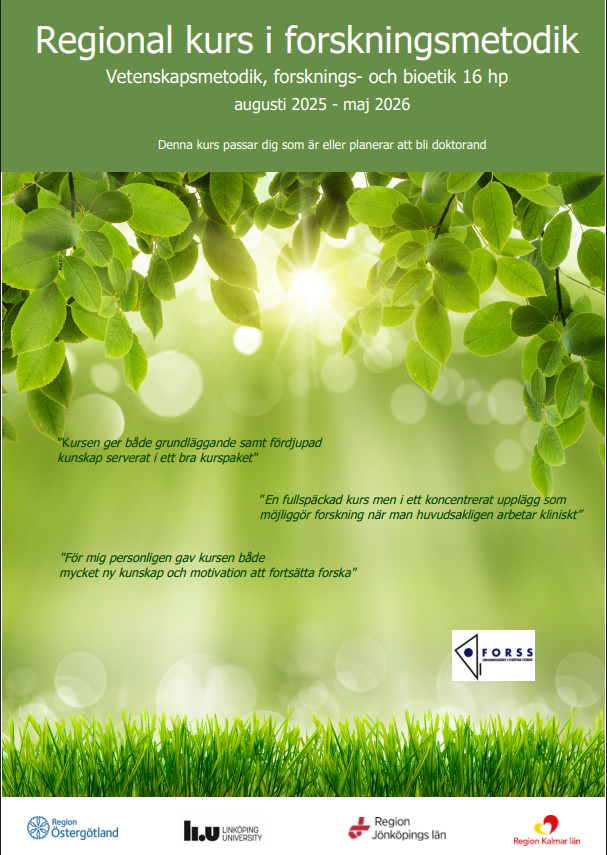 Regional kurs i forskningsmetodik
Vetenskapsmetodik, forsknings- och bioetik 16 hp
augusti 2025 - maj 2026
Denna kurs passar dig som är eller planerar att bli doktorand
"Kursen ger både grundläggande samt fördjupad
kunskap serverat i ett bra kurspaket"
"En fullspäckad kurs men i ett koncentrerat upplägg som
möjliggör forskning när man huvudsakligen arbetar kliniskt"
"För mig personligen gav kursen både
mycket ny kunskap och motivation att fortsätta forska"
FORSS
Region
Östergötland
LiU LINKÖPING
UNIVERSITY
Region
Jönköpings län
Region Kalmar län